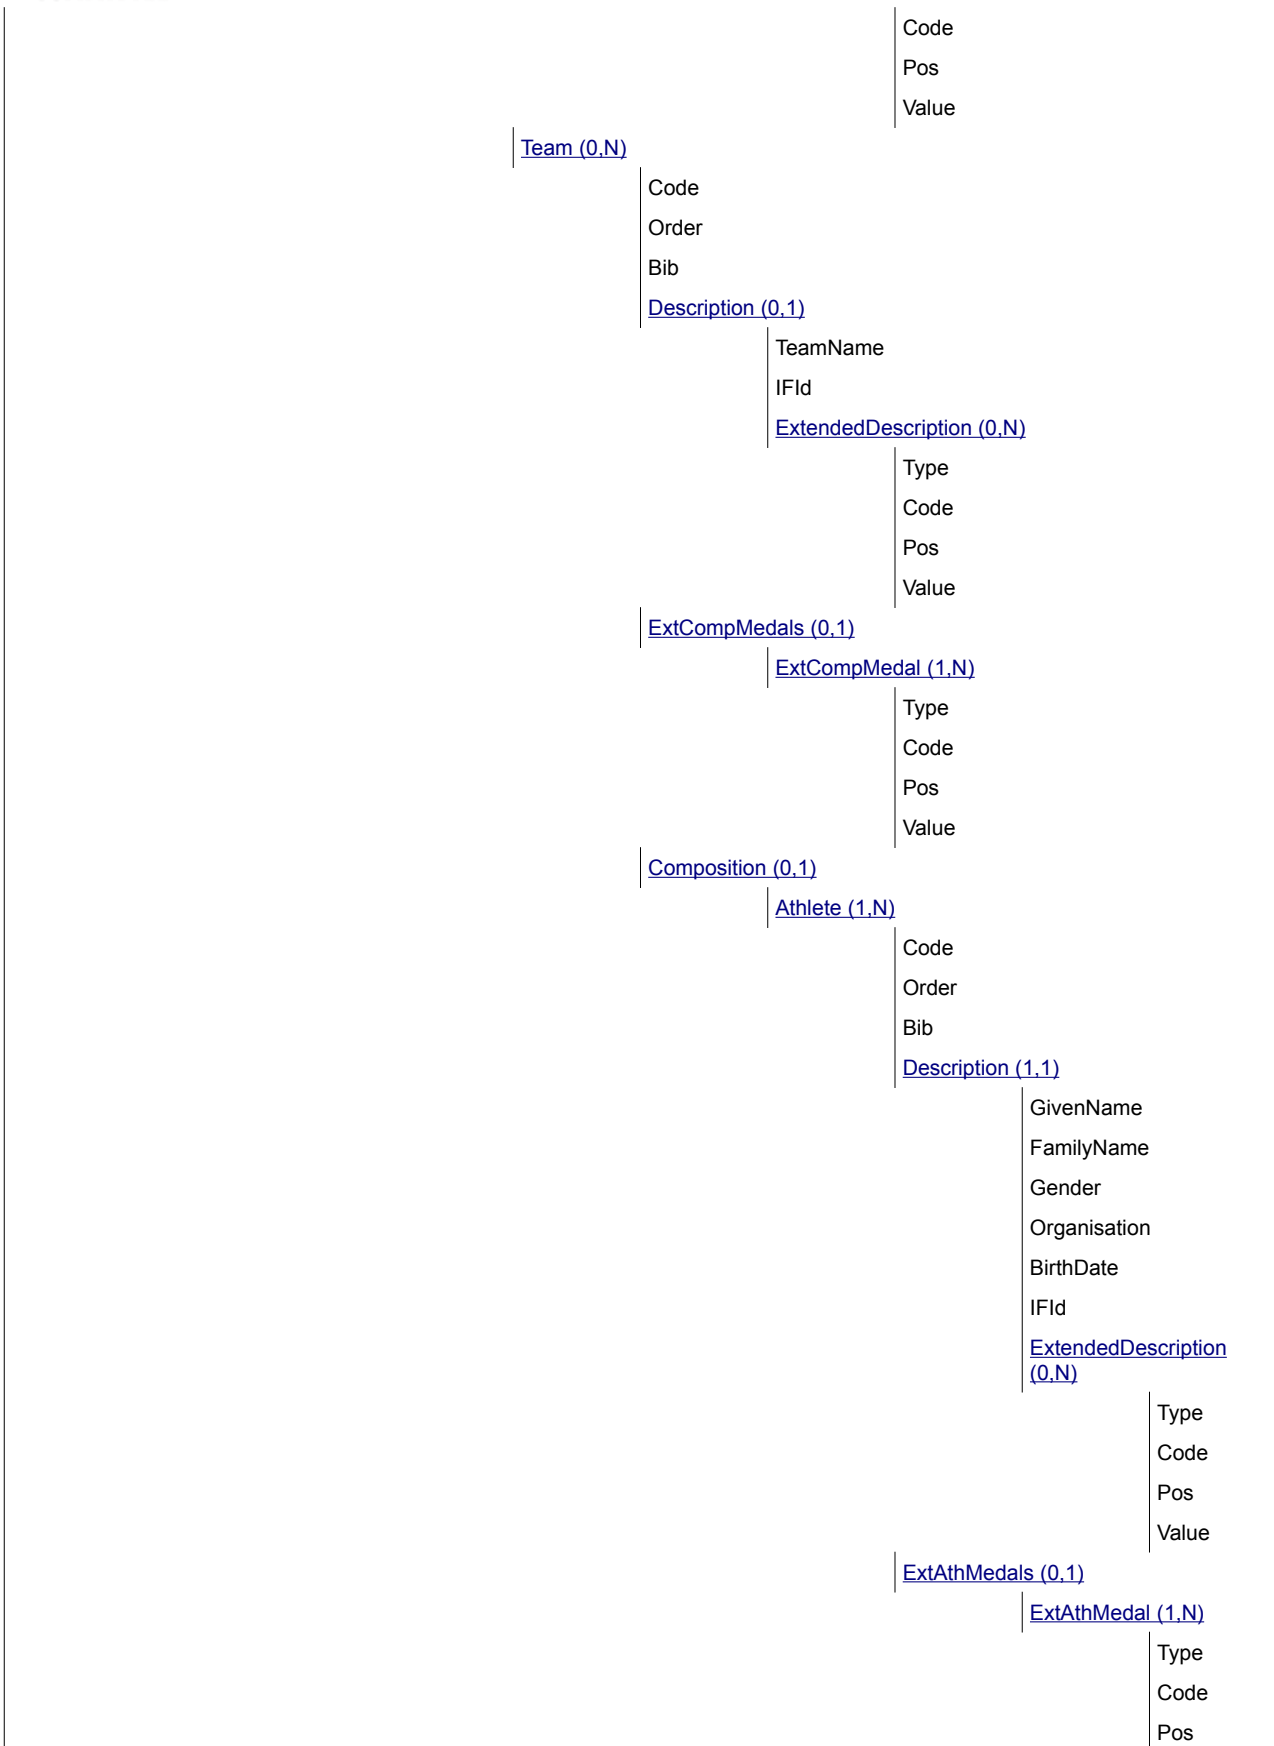 Code
Pos
Value
Team (0,N)
Code
Order
Bib
Description (0,1)
TeamName
IFId
ExtendedDescription (0,N)
Type
Code
Pos
Value
ExtCompMedals (0,1)
ExtCompMedal (1,N)
Type
Code
Pos
Value
Composition (0,1)
Athlete (1,N)
Code
Order
Bib
Description (1,1)
GivenName
FamilyName
Gender
Organisation
BirthDate
IFId
ExtendedDescription
(0,N)
Type
Code
Pos
Value
ExtAthMedals (0,1)
ExtAthMedal (1,N)
Type
Code
Pos